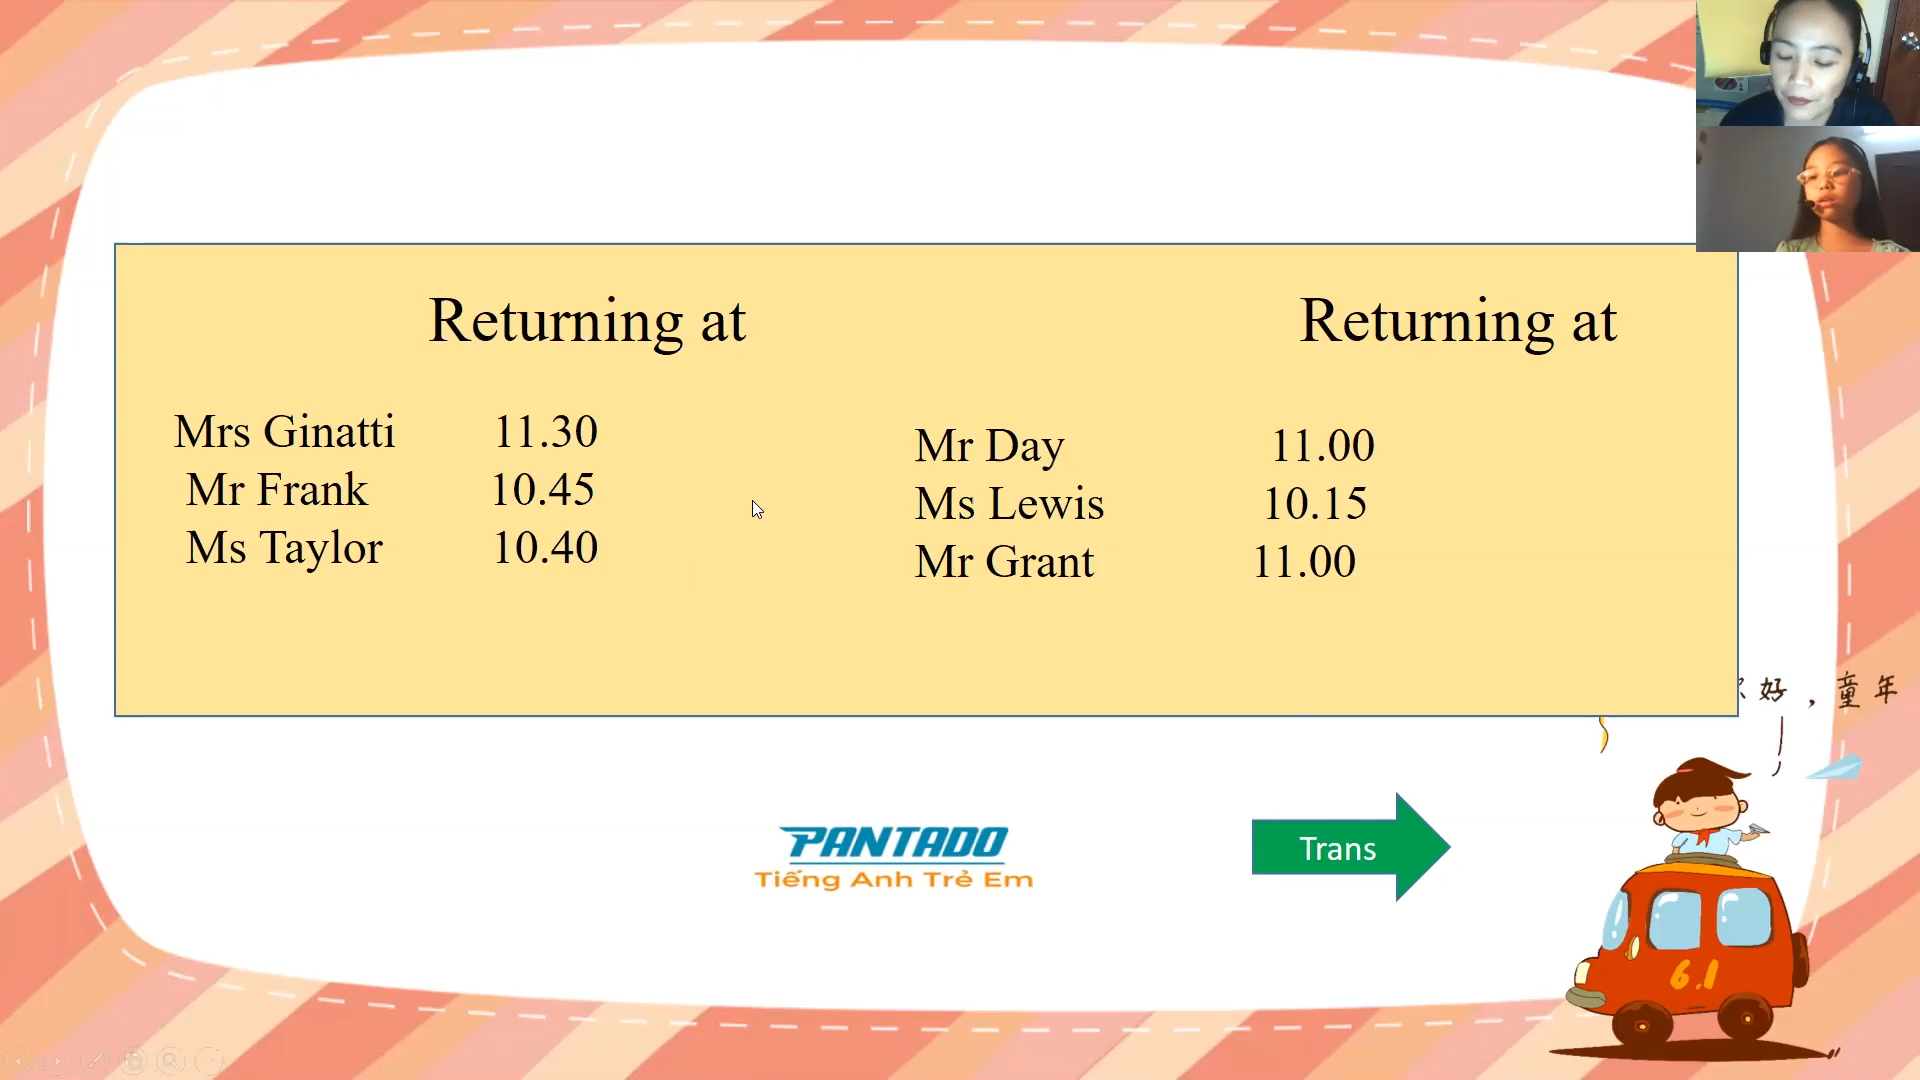 Returning at
Mrs Ginatti 11.30
Mr Frank 10.45
Ms Taylor 10.40
Returning at
Mr Day 11.00
Ms Lewis 10.15
Mr Grant 11.00
好，童年
PANTADO
Tiếng Anh Trẻ Em
Trans
6.1